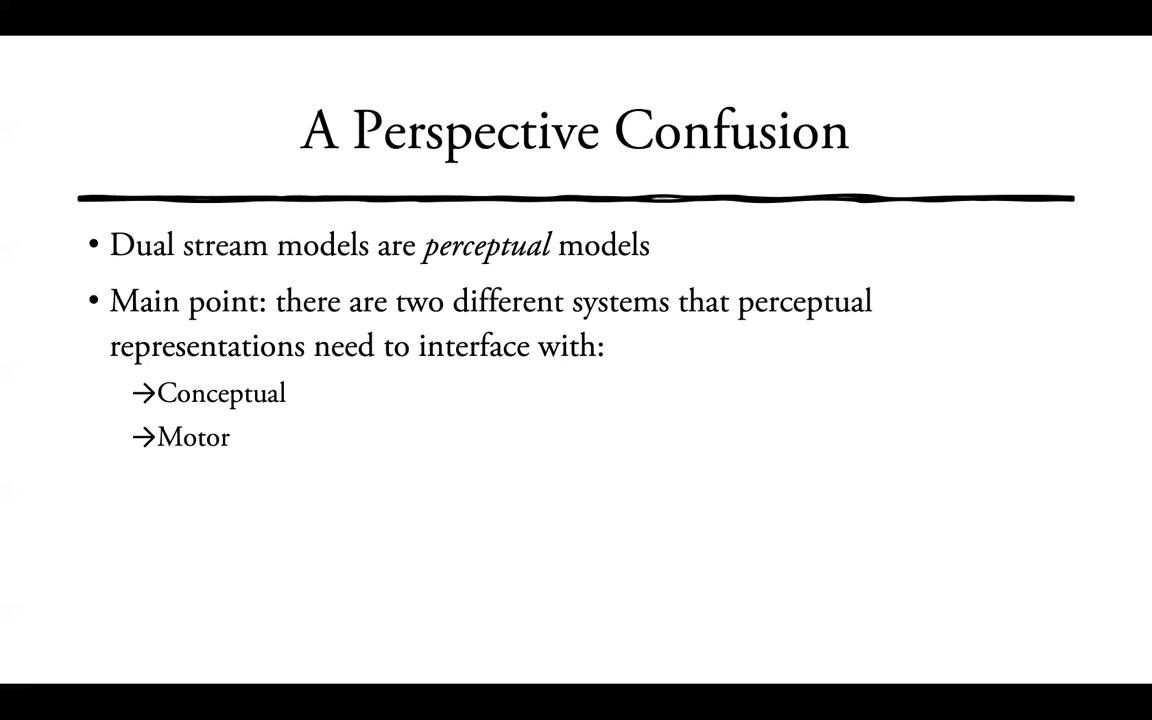 A Perspective Confusion
• Dual stream models are perceptual models
• Main point: there are two different systems that perceptual
representations need to interface with:
→Conceptual
→Motor